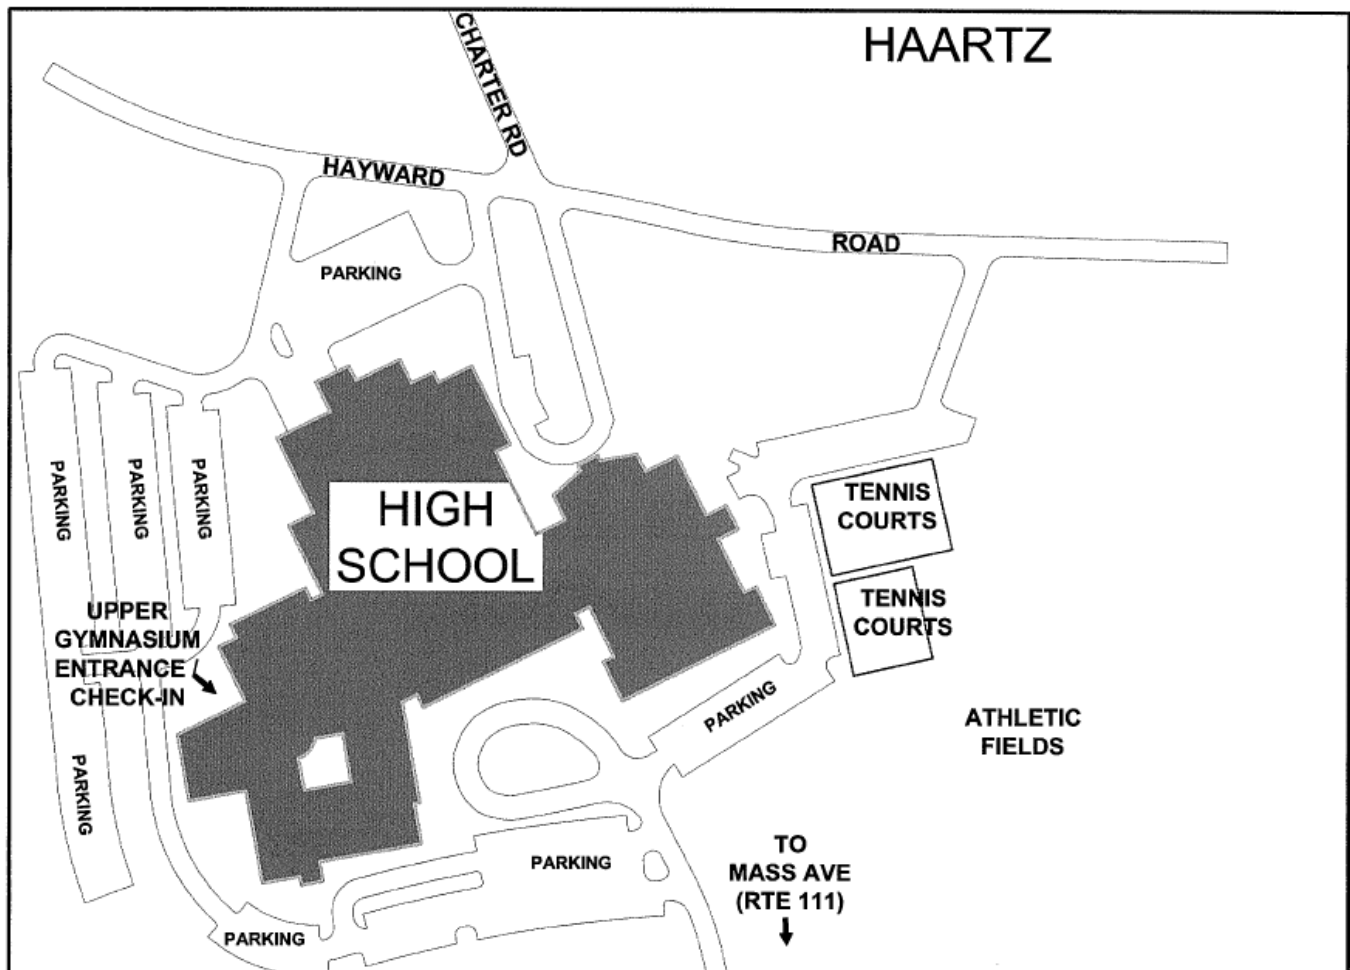 HAARTZ
CHARTER RD
HAYWARD
ROAD
PARKING
PARKING
PARKING
PARKING
HIGH
SCHOOL
TENNIS
COURTS
TENNIS
COURTS
UPPER
GYMNASIUM
ENTRANCE
CHECK-IN
PARKING
ATHLETIC
FIELDS
PARKING
PARKING
TO
MASS AVE
(RTE 111)
PARKING